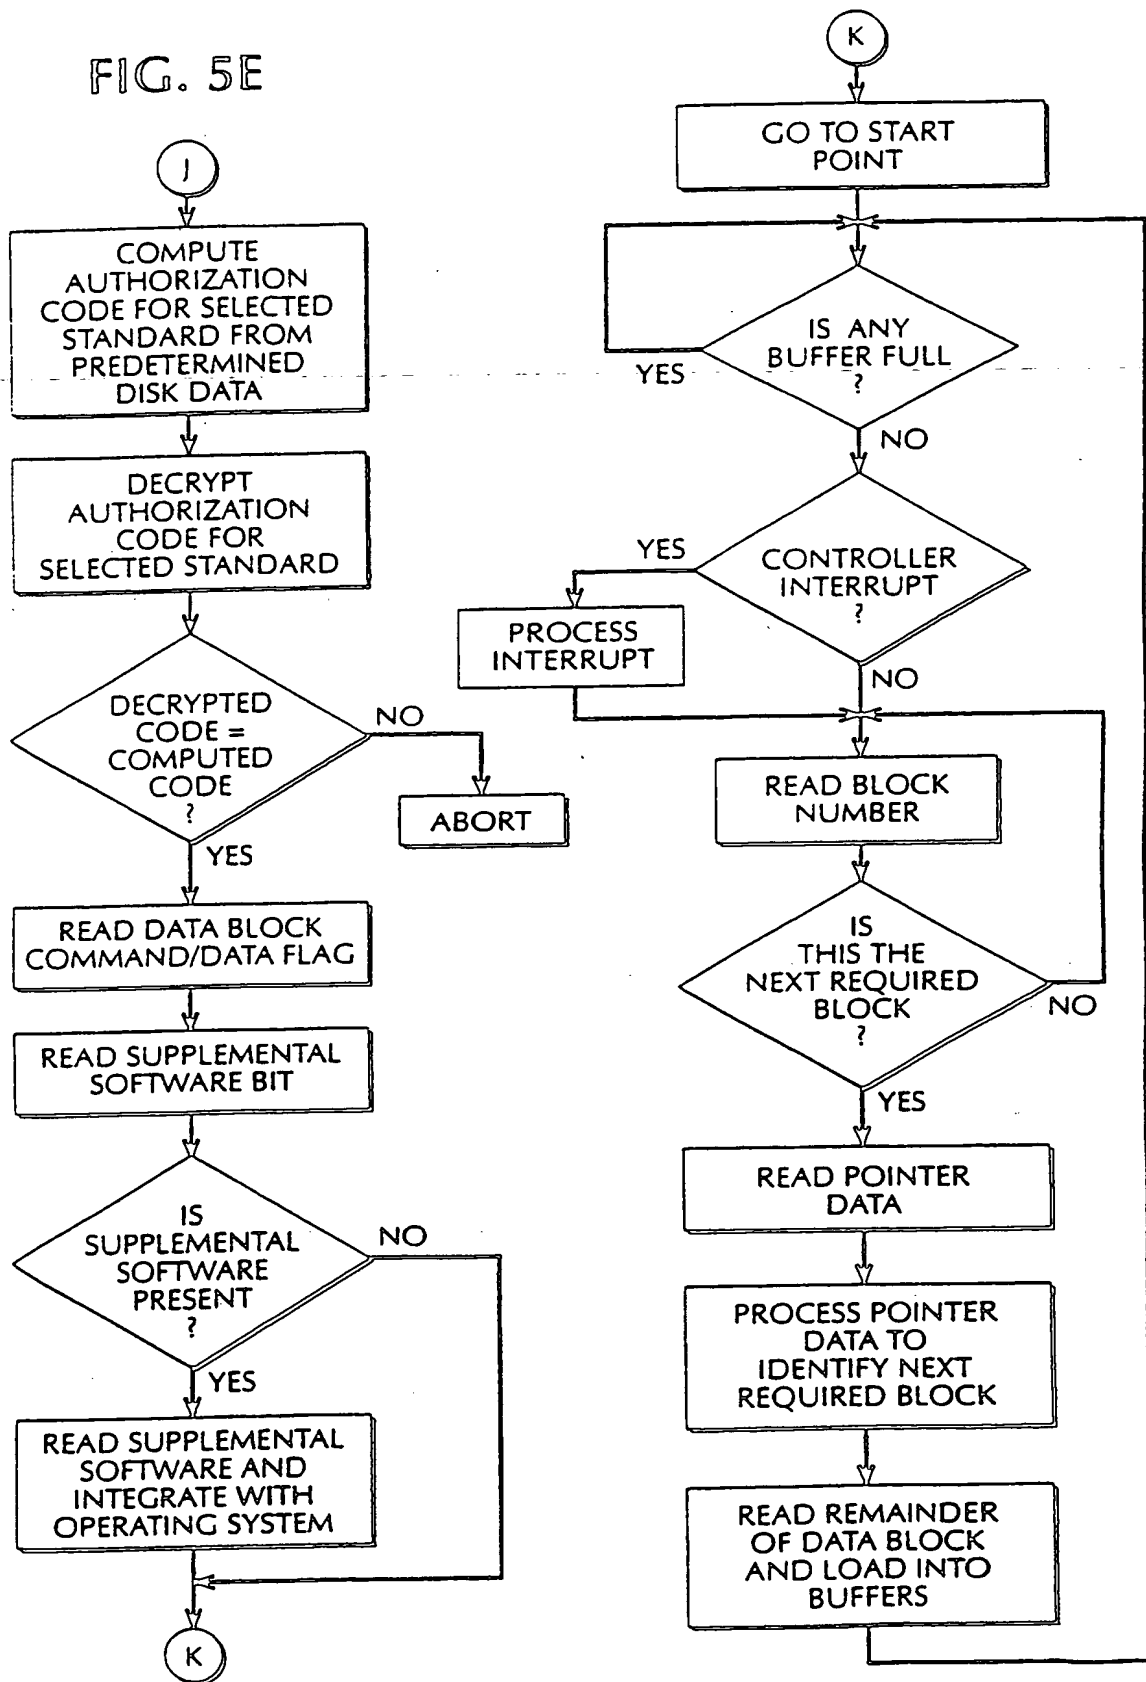 FIG. 5E
J
COMPUTE
AUTHORIZATION
CODE FOR SELECTED
STANDARD FROM
PREDETERMINED
DISK DATA
DECRYPT
AUTHORIZATION
CODE FOR
SELECTED STANDARD
DECRYPTED
CODE =
COMPUTED
CODE
?
NO
ABORT
YES
READ DATA BLOCK
COMMAND/DATA FLAG
READ SUPPLEMENTAL
SOFTWARE BIT
IS
SUPPLEMENTAL
SOFTWARE
PRESENT
?
NO
YES
READ SUPPLEMENTAL
SOFTWARE AND
INTEGRATE WITH
OPERATING SYSTEM
K
K
GO TO START
POINT
IS ANY
BUFFER FULL
?
YES
NO
CONTROLLER
INTERRUPT
?
YES
PROCESS
INTERRUPT
NO
READ BLOCK
NUMBER
IS
THIS THE
NEXT REQUIRED
BLOCK
?
NO
YES
READ POINTER
DATA
PROCESS POINTER
DATA TO
IDENTIFY NEXT
REQUIRED BLOCK
READ REMAINDER
OF DATA BLOCK
AND LOAD INTO
BUFFERS